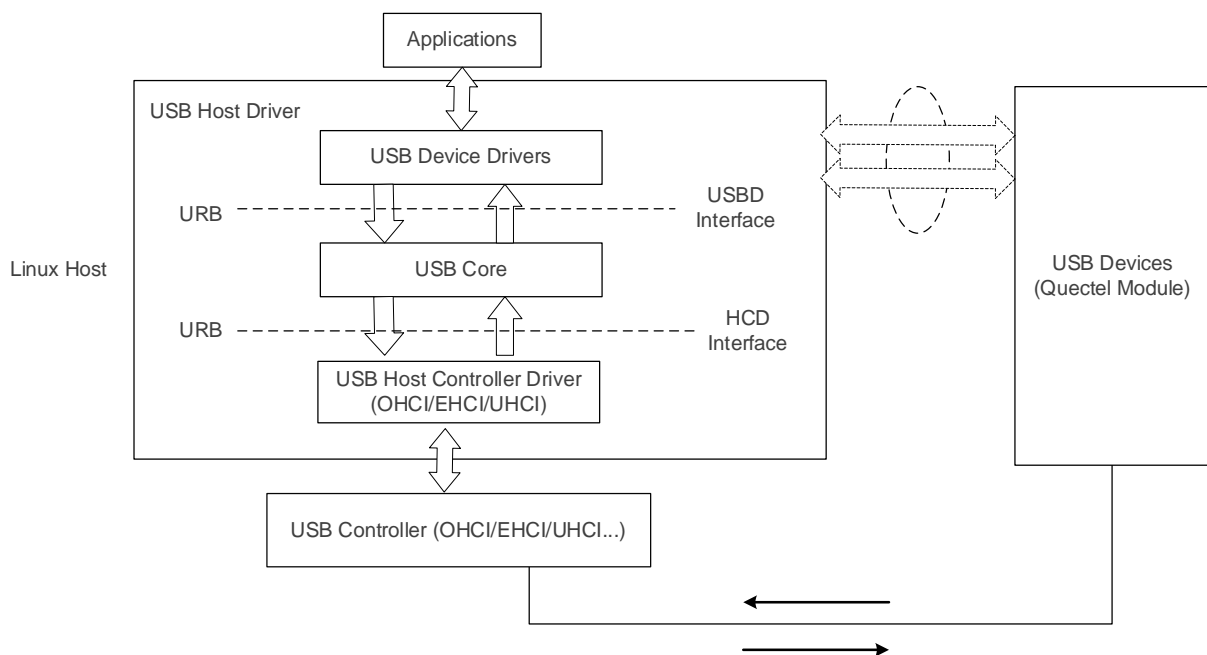 Applications
USB Host Driver
USB Device Drivers
URB
USBD
Interface
USB Core
Linux Host
USB Devices
(Quectel Module)
URB
HCD
Interface
USB Host Controller Driver
(OHCI/EHCI/UHCI)
USB Controller (OHCI/EHCI/UHCI...)